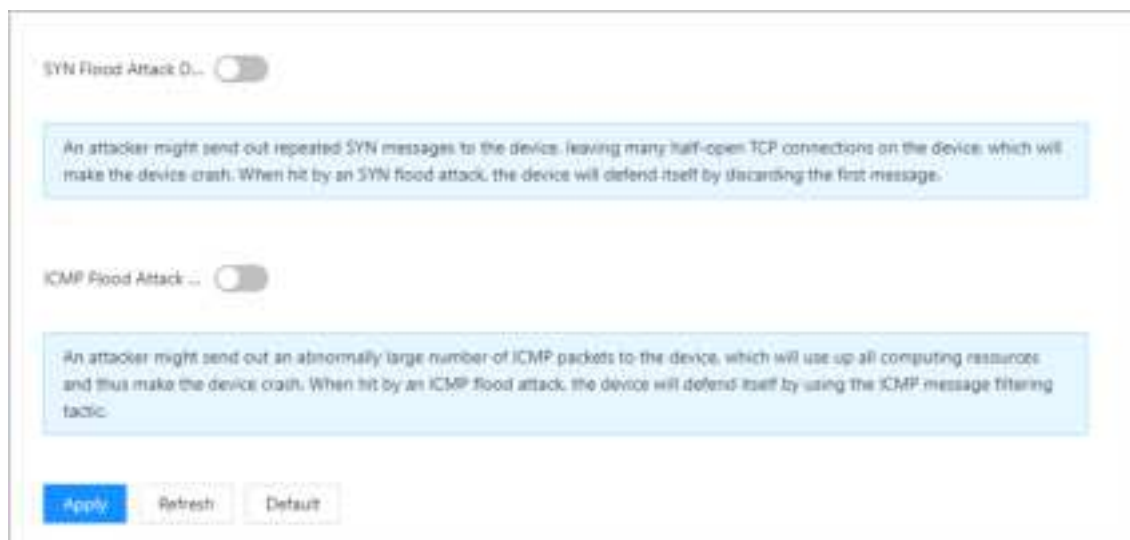 SYN Flood Attack D...
An attacker might send out repeated SYN messages to the device, leaving many half-open TCP connections on the device, which will
make the device crash. When hit by an SYN flood attack, the device will defend itself by discarding the first message.
ICMP Flood Attack ...
An attacker might send out an abnormally large number of ICMP packets to the device, which will use up all computing resources
and thus make the device crash. When hit by an ICMP flood attack, the device will defend itself by using the ICMP message filtering
tactic.
Apply Refresh Default